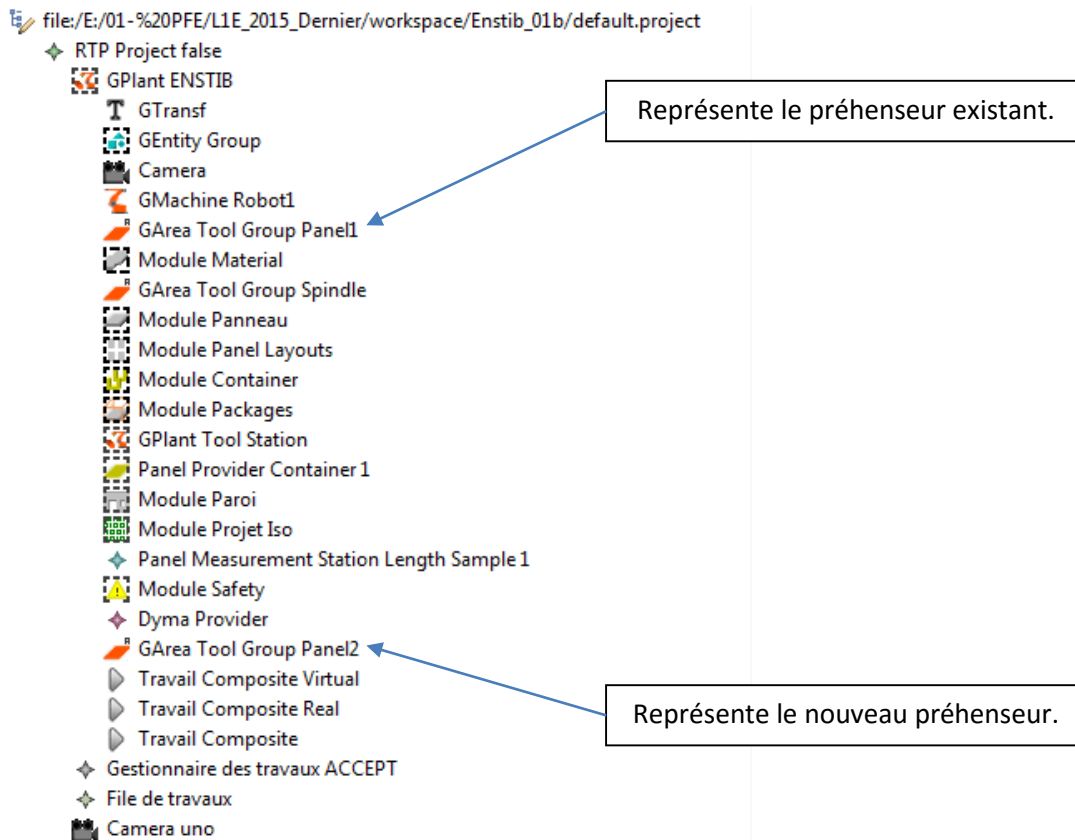 file:/E:/01-%20PFE/L1E_2015_Dernier/workspace/Enstib_01b/default.project
RTP Project false
GPlant ENSTIB
GTransf
Représente le préhenseur existant.
GEntity Group
Camera
GMachine Robot1
GArea Tool Group Panel1
Module Material
GArea Tool Group Spindle
Module Panneau
Module Panel Layouts
Module Container
Module Packages
GPlant Tool Station
Panel Provider Container 1
Module Paroi
Module Projet Iso
Panel Measurement Station Length Sample 1
Module Safety
Dyma Provider
GArea Tool Group Panel2
Travail Composite Virtual
Travail Composite Real
Représente le nouveau préhenseur.
Travail Composite
Gestionnaire des travaux ACCEPT
File de travaux
Camera uno